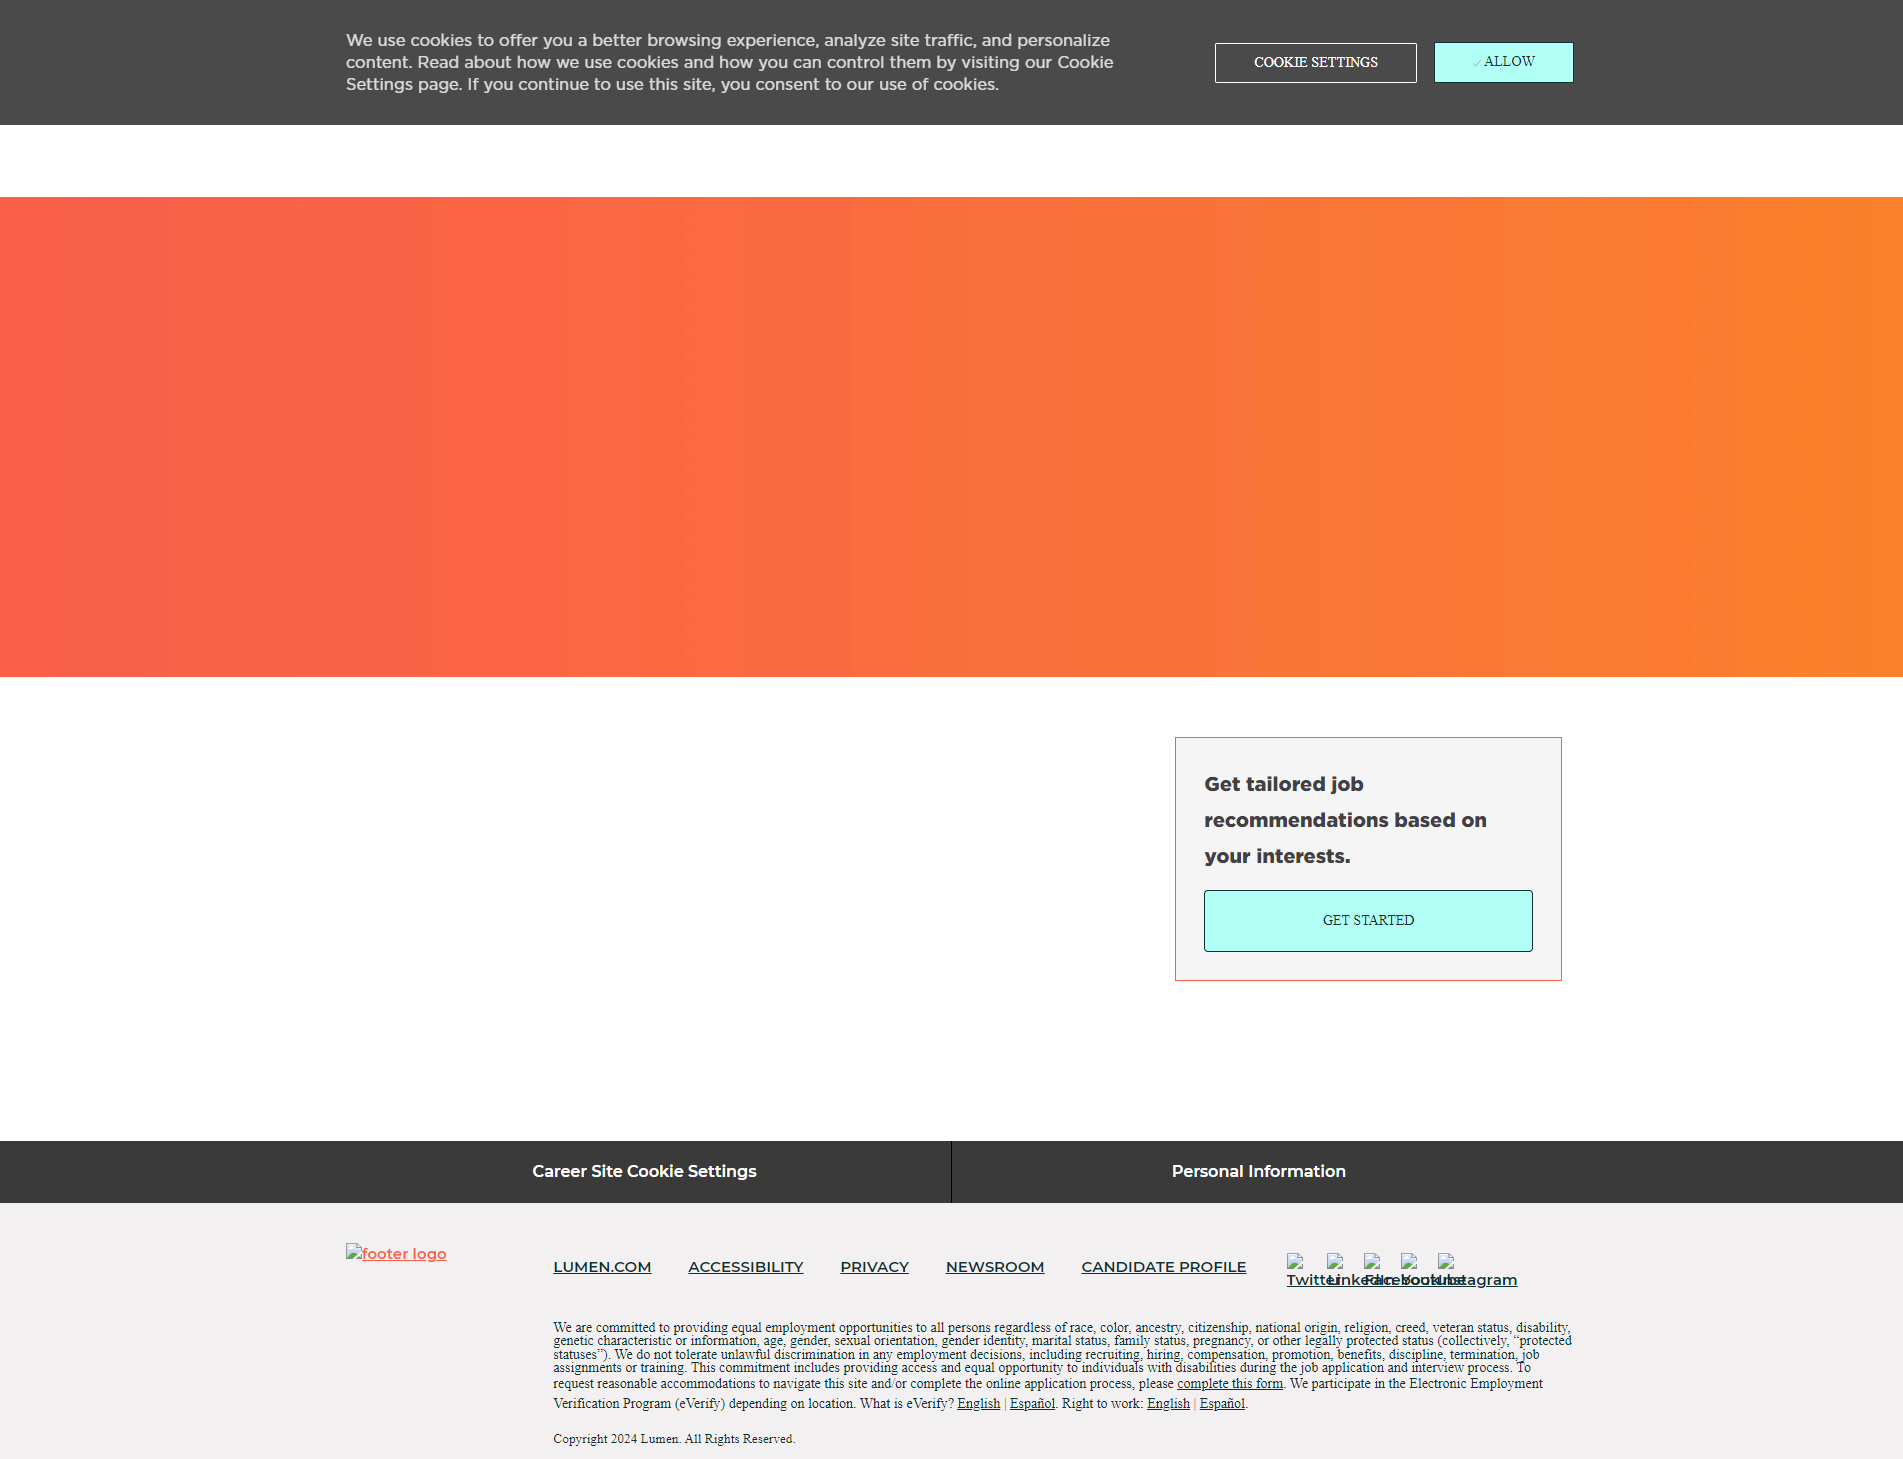 We use cookies to offer you a better browsing experience, analyze site traffic, and personalize
content. Read about how we use cookies and how you can control them by visiting our Cookie
Settings page. If you continue to use this site, you consent to our use of cookies.
COOKIE SETTINGS
ALLOW
Get tailored job
recommendations based on
your interests.
GET STARTED
Career Site Cookie Settings
Personal Information
footer logo
LUMEN.COM
ACCESSIBILITY
PRIVACY
NEWSROOM
CANDIDATE PROFILE
Twitter
LinkedIn
Facebook
Youtube
Instagram
We are committed to providing equal employment opportunities to all persons regardless of race, color, ancestry, citizenship, national origin, religion, creed, veteran status, disability,
genetic characteristic or information, age, gender, sexual orientation, gender identity, marital status, family status, pregnancy, or other legally protected status (collectively, “protected
statuses”). We do not tolerate unlawful discrimination in any employment decisions, including recruiting, hiring, compensation, promotion, benefits, discipline, termination, job
assignments or training. This commitment includes providing access and equal opportunity to individuals with disabilities during the job application and interview process. To
request reasonable accommodations to navigate this site and/or complete the online application process, please complete this form. We participate in the Electronic Employment
Verification Program (eVerify) depending on location. What is eVerify? English | Español. Right to work: English | Español.
Copyright 2024 Lumen. All Rights Reserved.